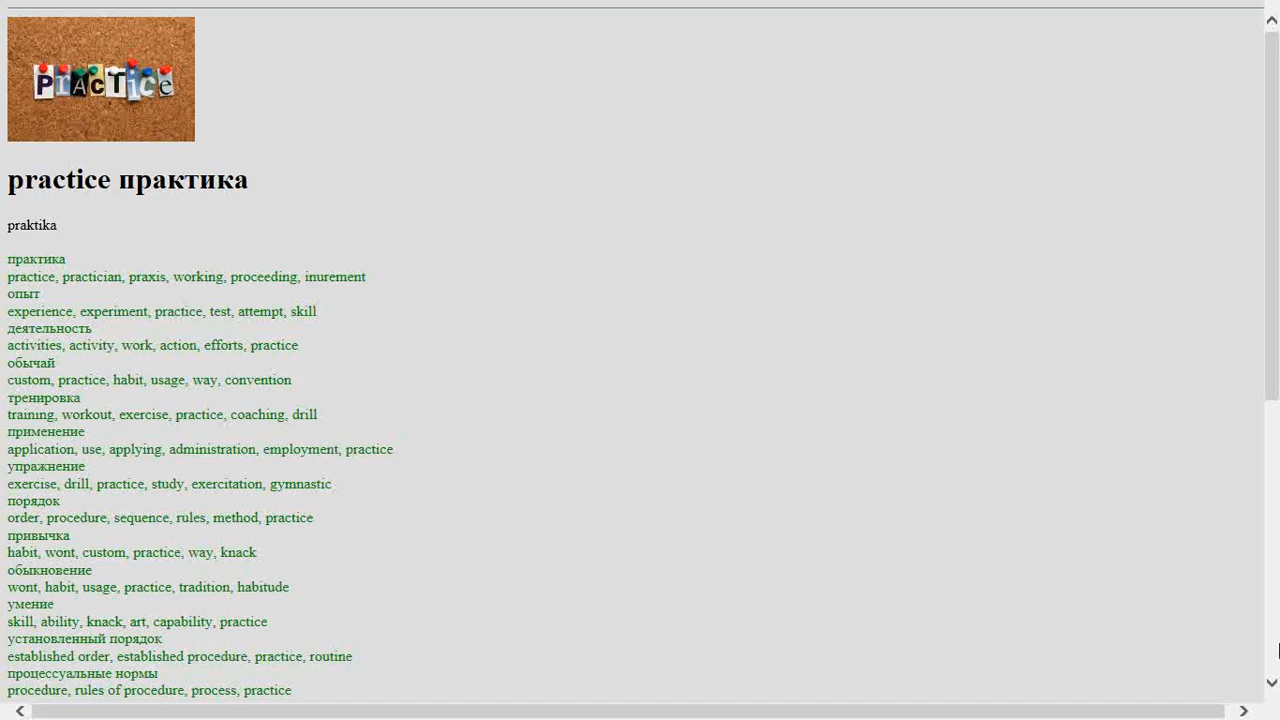 PrAcTice
practice практика
praktika
практика
practice, practician, praxis, working, proceeding, inurement
опыт
experience, experiment, practice, test, attempt, skill
деятельность
activities, activity, work, action, efforts, practice
обычай
custom, practice, habit, usage, way, convention
тренировка
training, workout, exercise, practice, coaching, drill
применение
application, use, applying, administration, employment, practice
упражнение
exercise, drill, practice, study, exercitation, gymnastic
порядок
order, procedure, sequence, rules, method, practice
привычка
habit, wont, custom, practice, way, knack
обыкновение
wont, habit, usage, practice, tradition, habitude
умение
skill, ability, knack, art, capability, practice
установленный порядок
established order, established procedure, practice, routine
процессуальные нормы
procedure, rules of procedure, process, practice